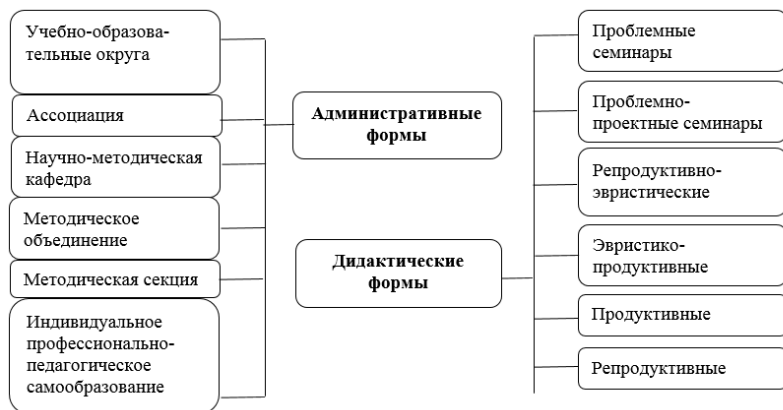 Учебно-образова-
тельные округа
Ассоциация
Научно-методическая
кафедра
Методическое
объединение
Методическая секция
Индивидуальное
профессионально-
педагогическое
самообразование
Административные
формы
Дидактические
формы
Проблемные
семинары
Проблемно-
проектные семинары
Репродуктивно-
эвристические
Эвристико-
продуктивные
Продуктивные
Репродуктивные